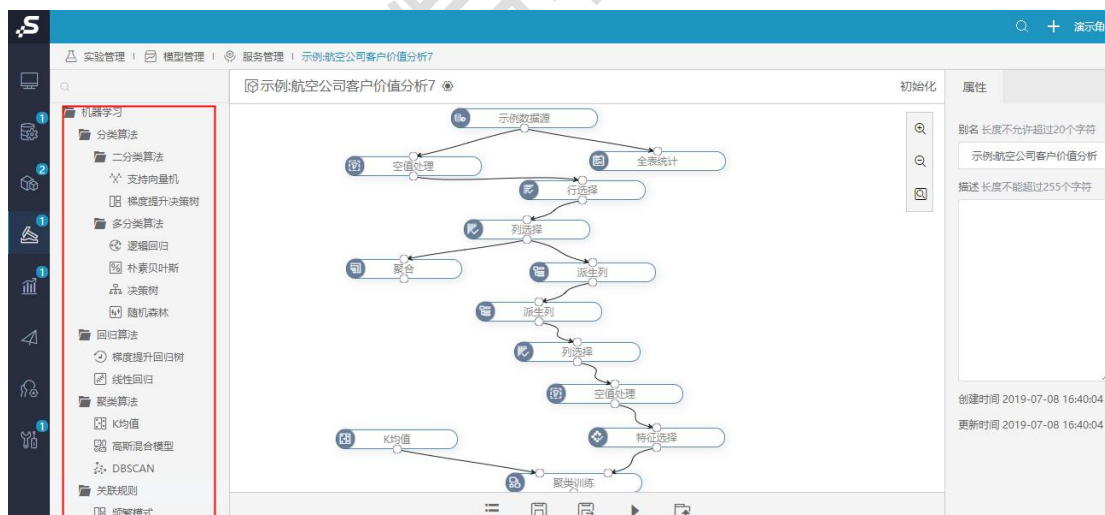 S
演示角
实验管理 | 模型管理 | 服务管理 | 示例:航空公司客户价值分析7
示例:航空公司客户价值分析7
初始化
属性
1
2
1
1
1
机器学习
分类算法
二分类算法
支持向量机
梯度提升决策树
多分类算法
逻辑回归
朴素贝叶斯
决策树
随机森林
回归算法
梯度提升回归树
线性回归
聚类算法
K均值
高斯混合模型
DBSCAN
关联规则
频繁模式
示例数据源
空值处理
全表统计
行选择
列选择
聚合
派生列
派生列
列选择
空值处理
K均值
特征选择
聚类训练
别名 长度不允许超过20个字符
示例:航空公司客户价值分析
描述 长度不能超过255个字符
创建时间 2019-07-08 16:40:04
更新时间 2019-07-08 16:40:04